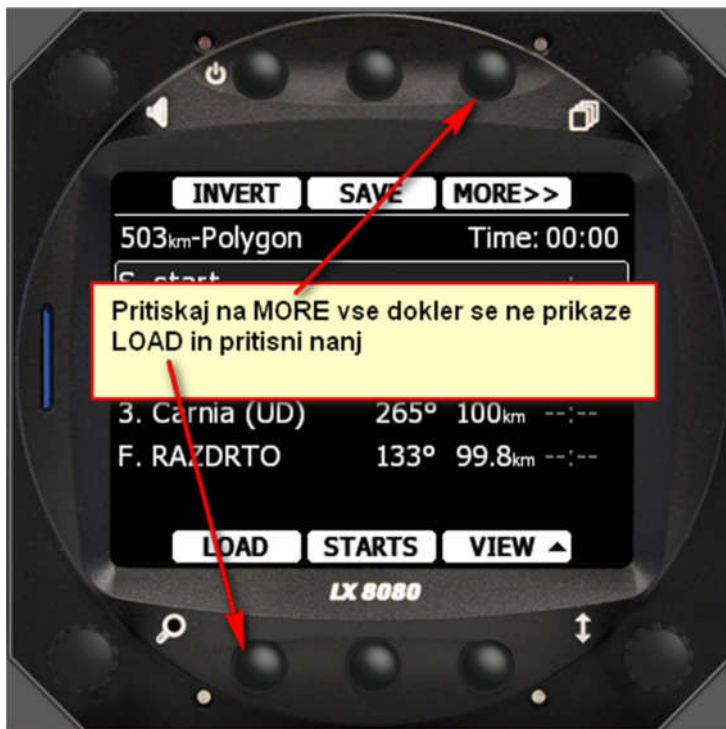 INVERT SAVE MORE>>
503km-Polygon Time: 00:00
S. start
Pritiskaj na MORE vse dokler se ne prikaze
LOAD in pritisni nanj
3. Carnia (UD) 265° 100km --:--
F. RAZDRTO 133° 99.8km --:--
LOAD STARTS VIEW ▲
LX 8080